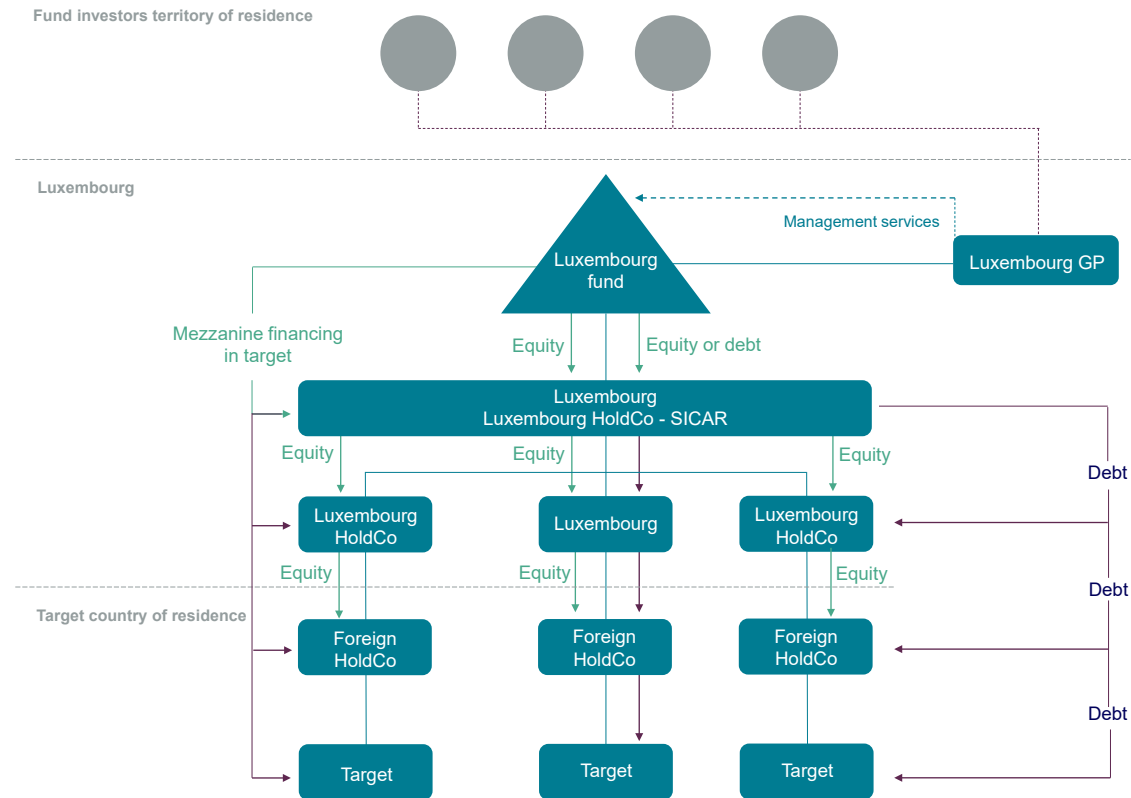 Fund investors territory of residence
Luxembourg
Management services
Luxembourg
fund
Luxembourg GP
Mezzanine financing
in target
Equity
Equity or debt
Luxembourg
Luxembourg HoldCo - SICAR
Equity
Equity
Equity
Debt
Luxembourg
HoldCo
Luxembourg
Luxembourg
HoldCo
Equity
Equity
Equity
Debt
Target country of residence
Foreign
HoldCo
Foreign
HoldCo
Foreign
HoldCo
Debt
Target
Target
Target